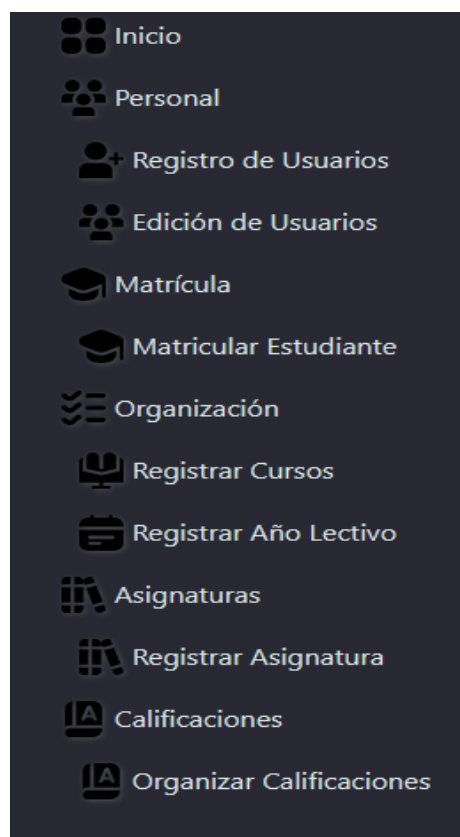 Inicio
Personal
Registro de Usuarios
Edición de Usuarios
Matrícula
Matricular Estudiante
Organización
Registrar Cursos
Registrar Año Lectivo
Asignaturas
Registrar Asignatura
Calificaciones
Organizar Calificaciones